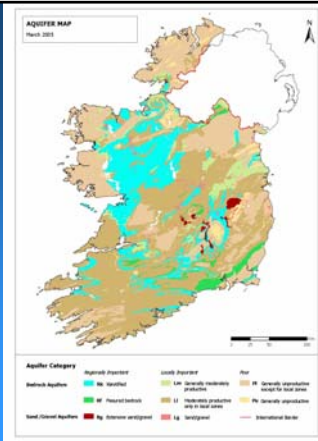 AQUIFER MAP
March 2003
N
Aquifer Category
Regionally Important
Locally Important
Poor
Bedrock Aquifers
Rk Karstified
Lm Generally moderately productive
Pl Generally unproductive except for local zones
Rf Fissured bedrock
Ll Moderately productive only in local zones
Pu Generally unproductive
Sand/Gravel Aquifers
Rg Extensive sand/gravel
Lg Sand/gravel
International Border